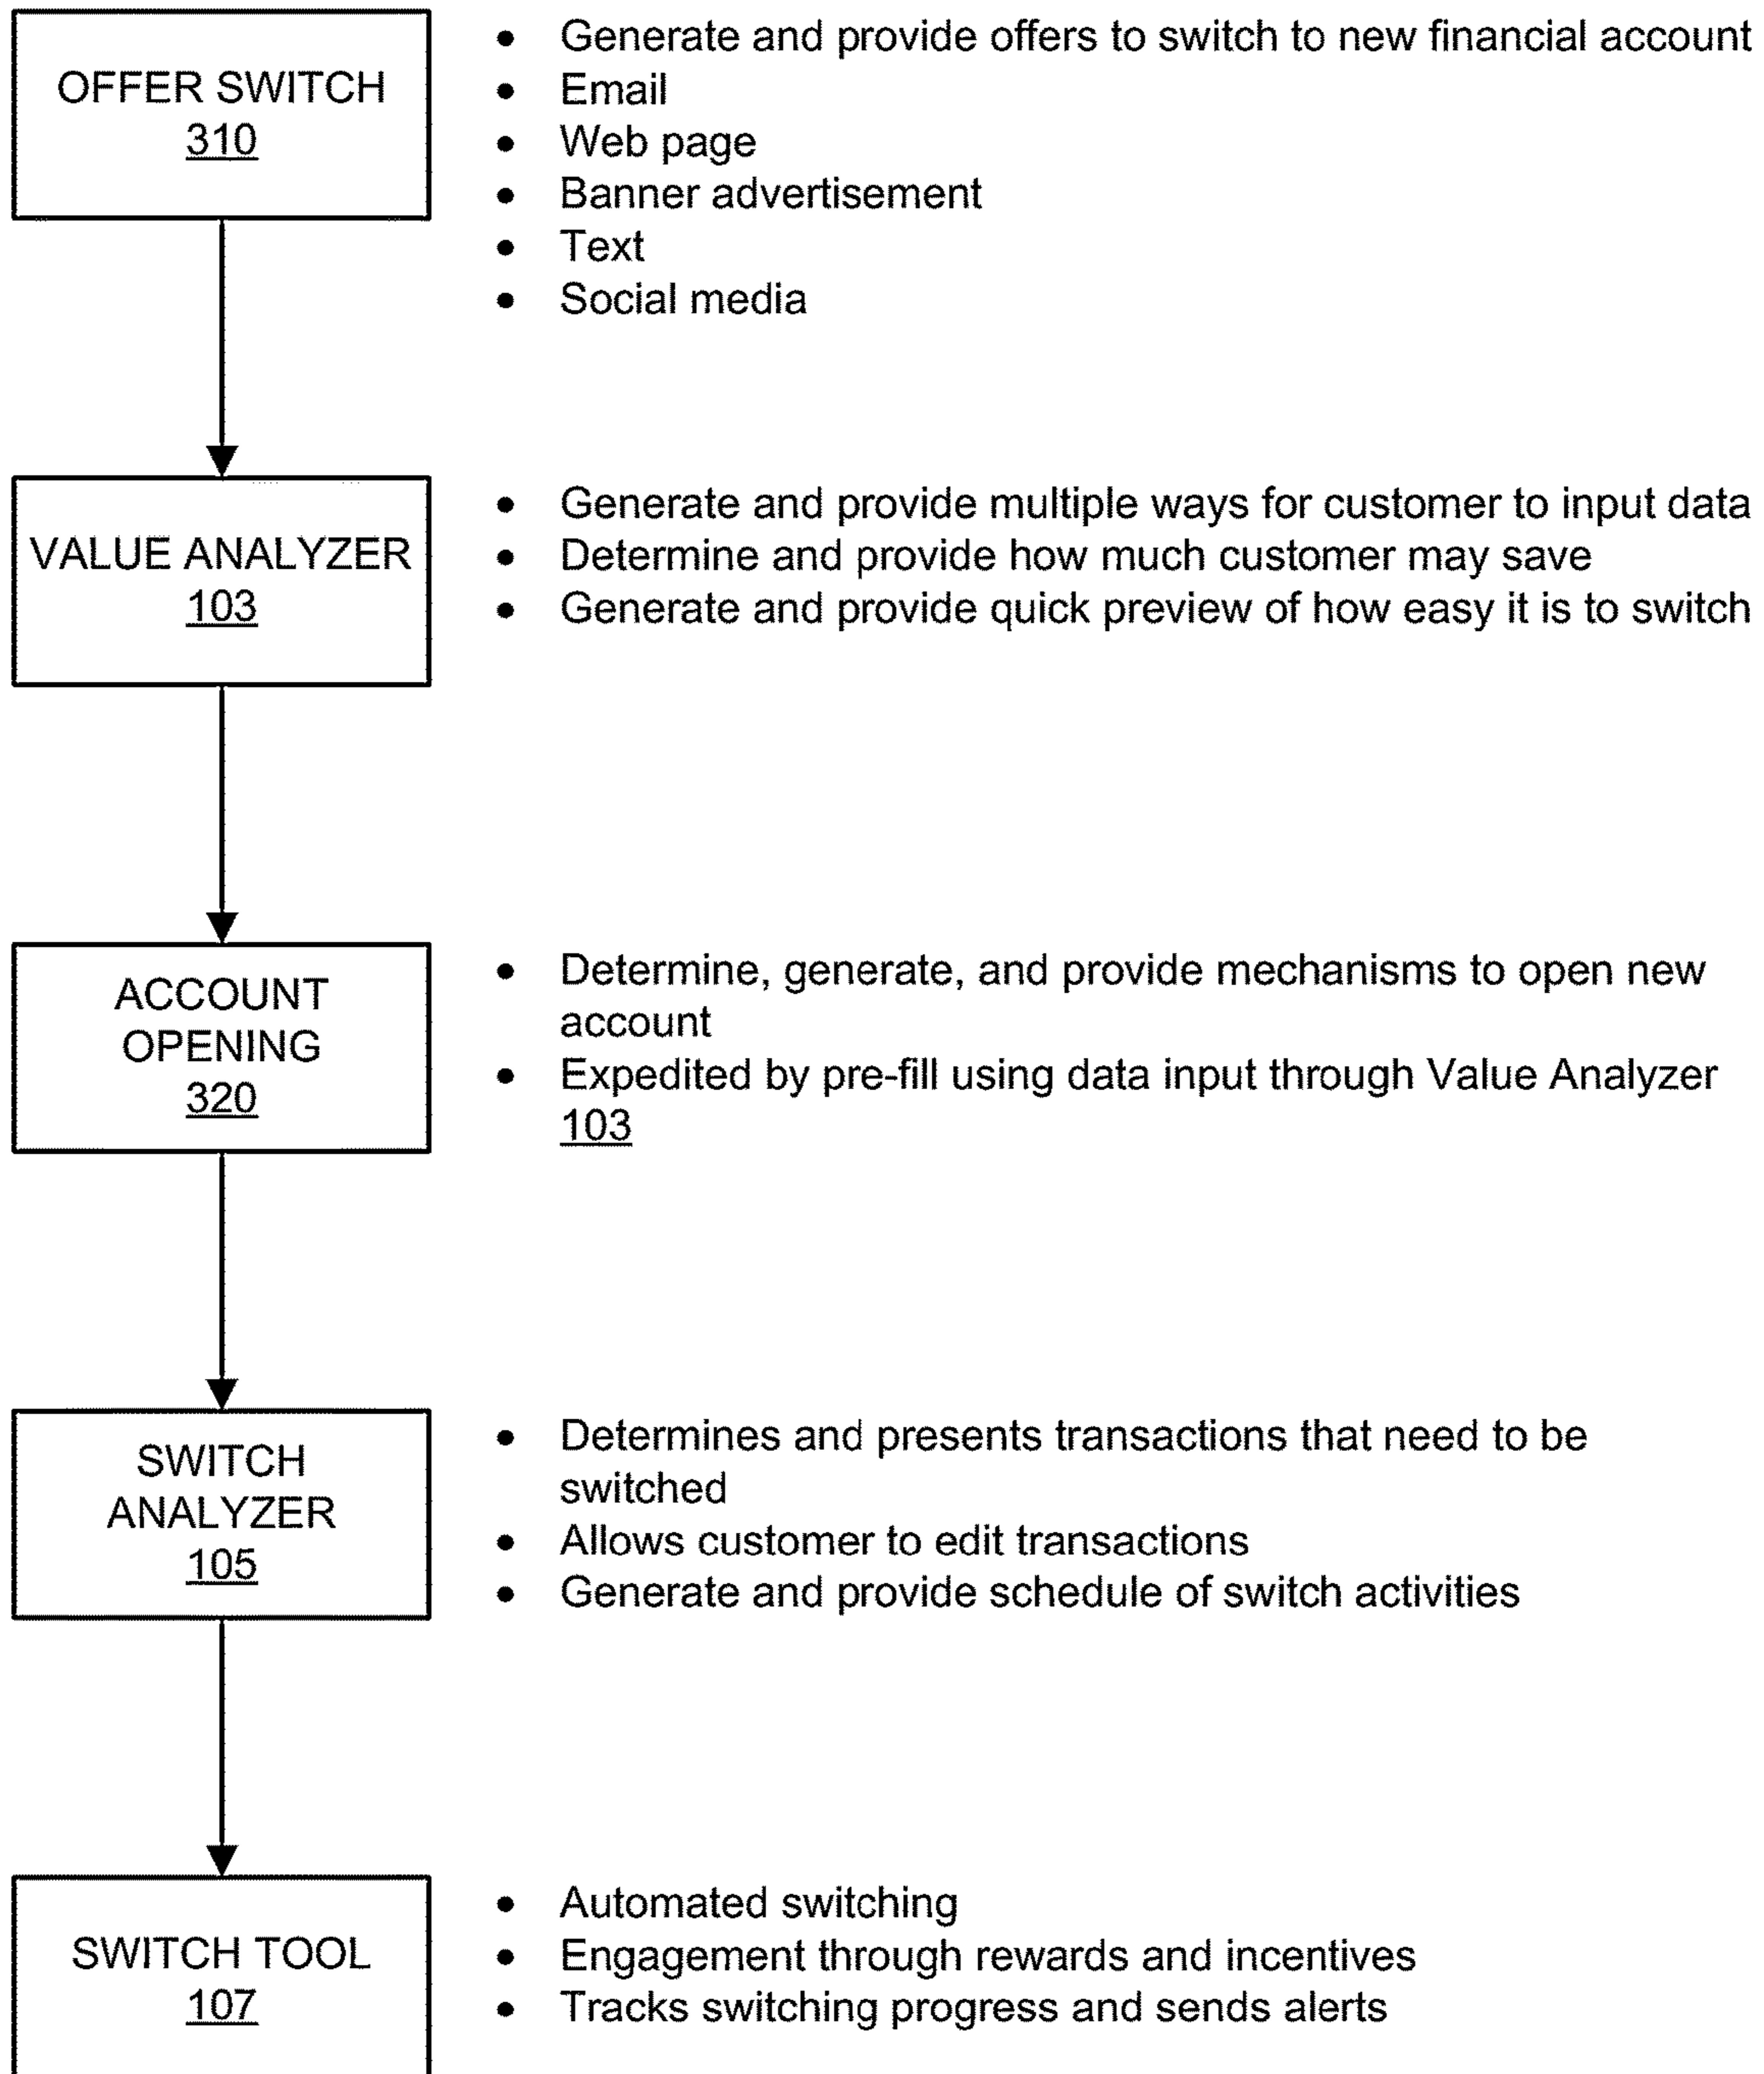 OFFER SWITCH
310
• Generate and provide offers to switch to new financial account
• Email
• Web page
• Banner advertisement
• Text
• Social media
VALUE ANALYZER
103
• Generate and provide multiple ways for customer to input data
• Determine and provide how much customer may save
• Generate and provide quick preview of how easy it is to switch
ACCOUNT
OPENING
320
• Determine, generate, and provide mechanisms to open new
account
• Expedited by pre-fill using data input through Value Analyzer
103
SWITCH
ANALYZER
105
• Determines and presents transactions that need to be
switched
• Allows customer to edit transactions
• Generate and provide schedule of switch activities
SWITCH TOOL
107
• Automated switching
• Engagement through rewards and incentives
• Tracks switching progress and sends alerts